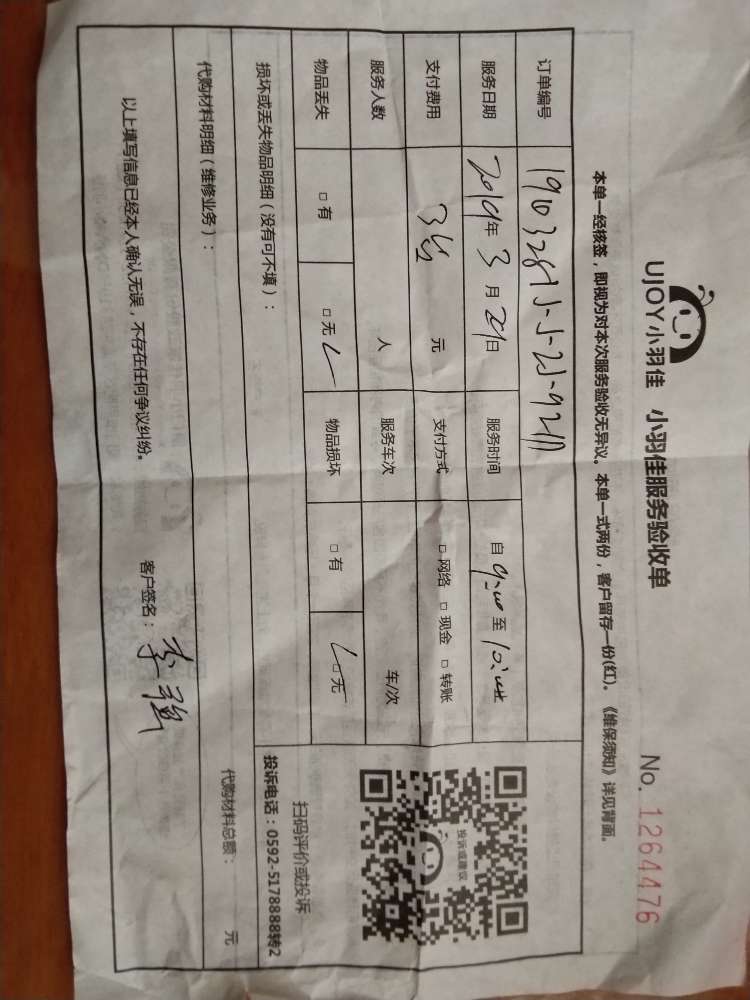 UJOY小羽佳 小羽佳服务验收单 No. 1264476
本单一经核签，即视为对本次服务验收无异议。本单一式两份，客户留存一份(红)。《维保须知》详见背面。
订单编号
服务日期 2019年 3 月 29日 服务时间 自 9:00 至 10:00
支付费用 元 支付方式 □ 网络 □ 现金 □ 转账
服务人数 人 服务车次 车/次
物品丢失 □ 有 □ 无 物品损坏 □ 有 □ 无
投诉或建议
扫码评价或投诉
投诉电话：0592-5178888转2
损坏或丢失物品明细（没有可不填）：
代购材料明细（维修业务）： 代购材料总额： 元
以上填写信息已经本人确认无误，不存在任何争议纠纷。 客户签名：